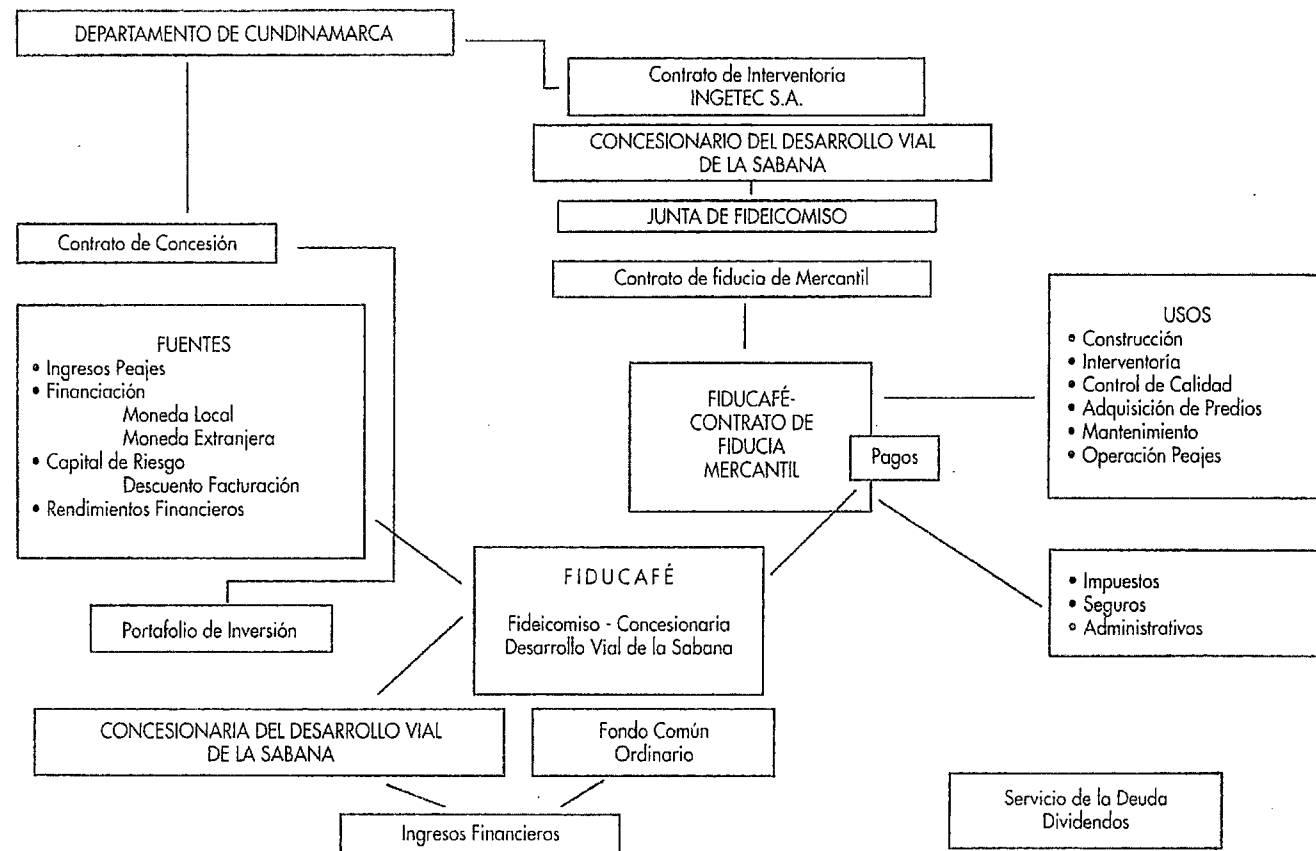 DEPARTAMENTO DE CUNDINAMARCA
Contrato de Interventoría
INGETEC S.A.
CONCESIONARIO DEL DESARROLLO VIAL
DE LA SABANA
JUNTA DE FIDEICOMISO
Contrato de Concesión
Contrato de fiducia de Mercantil
FUENTES
• Ingresos Peajes
• Financiación
Moneda Local
Moneda Extranjera
• Capital de Riesgo
Descuento Facturación
• Rendimientos Financieros
FIDUCAFÉ-
CONTRATO DE
FIDUCIA
MERCANTIL
Pagos
USOS
• Construcción
• Interventoría
• Control de Calidad
• Adquisición de Predios
• Mantenimiento
• Operación Peajes
FIDUCAFÉ
Fideicomiso - Concesionaria
Desarrollo Vial de la Sabana
• Impuestos
• Seguros
• Administrativas
Portafolio de Inversión
CONCESIONARIA DEL DESARROLLO VIAL
DE LA SABANA
Fondo Común
Ordinario
Ingresos Financieros
Servicio de la Deuda
Dividendos